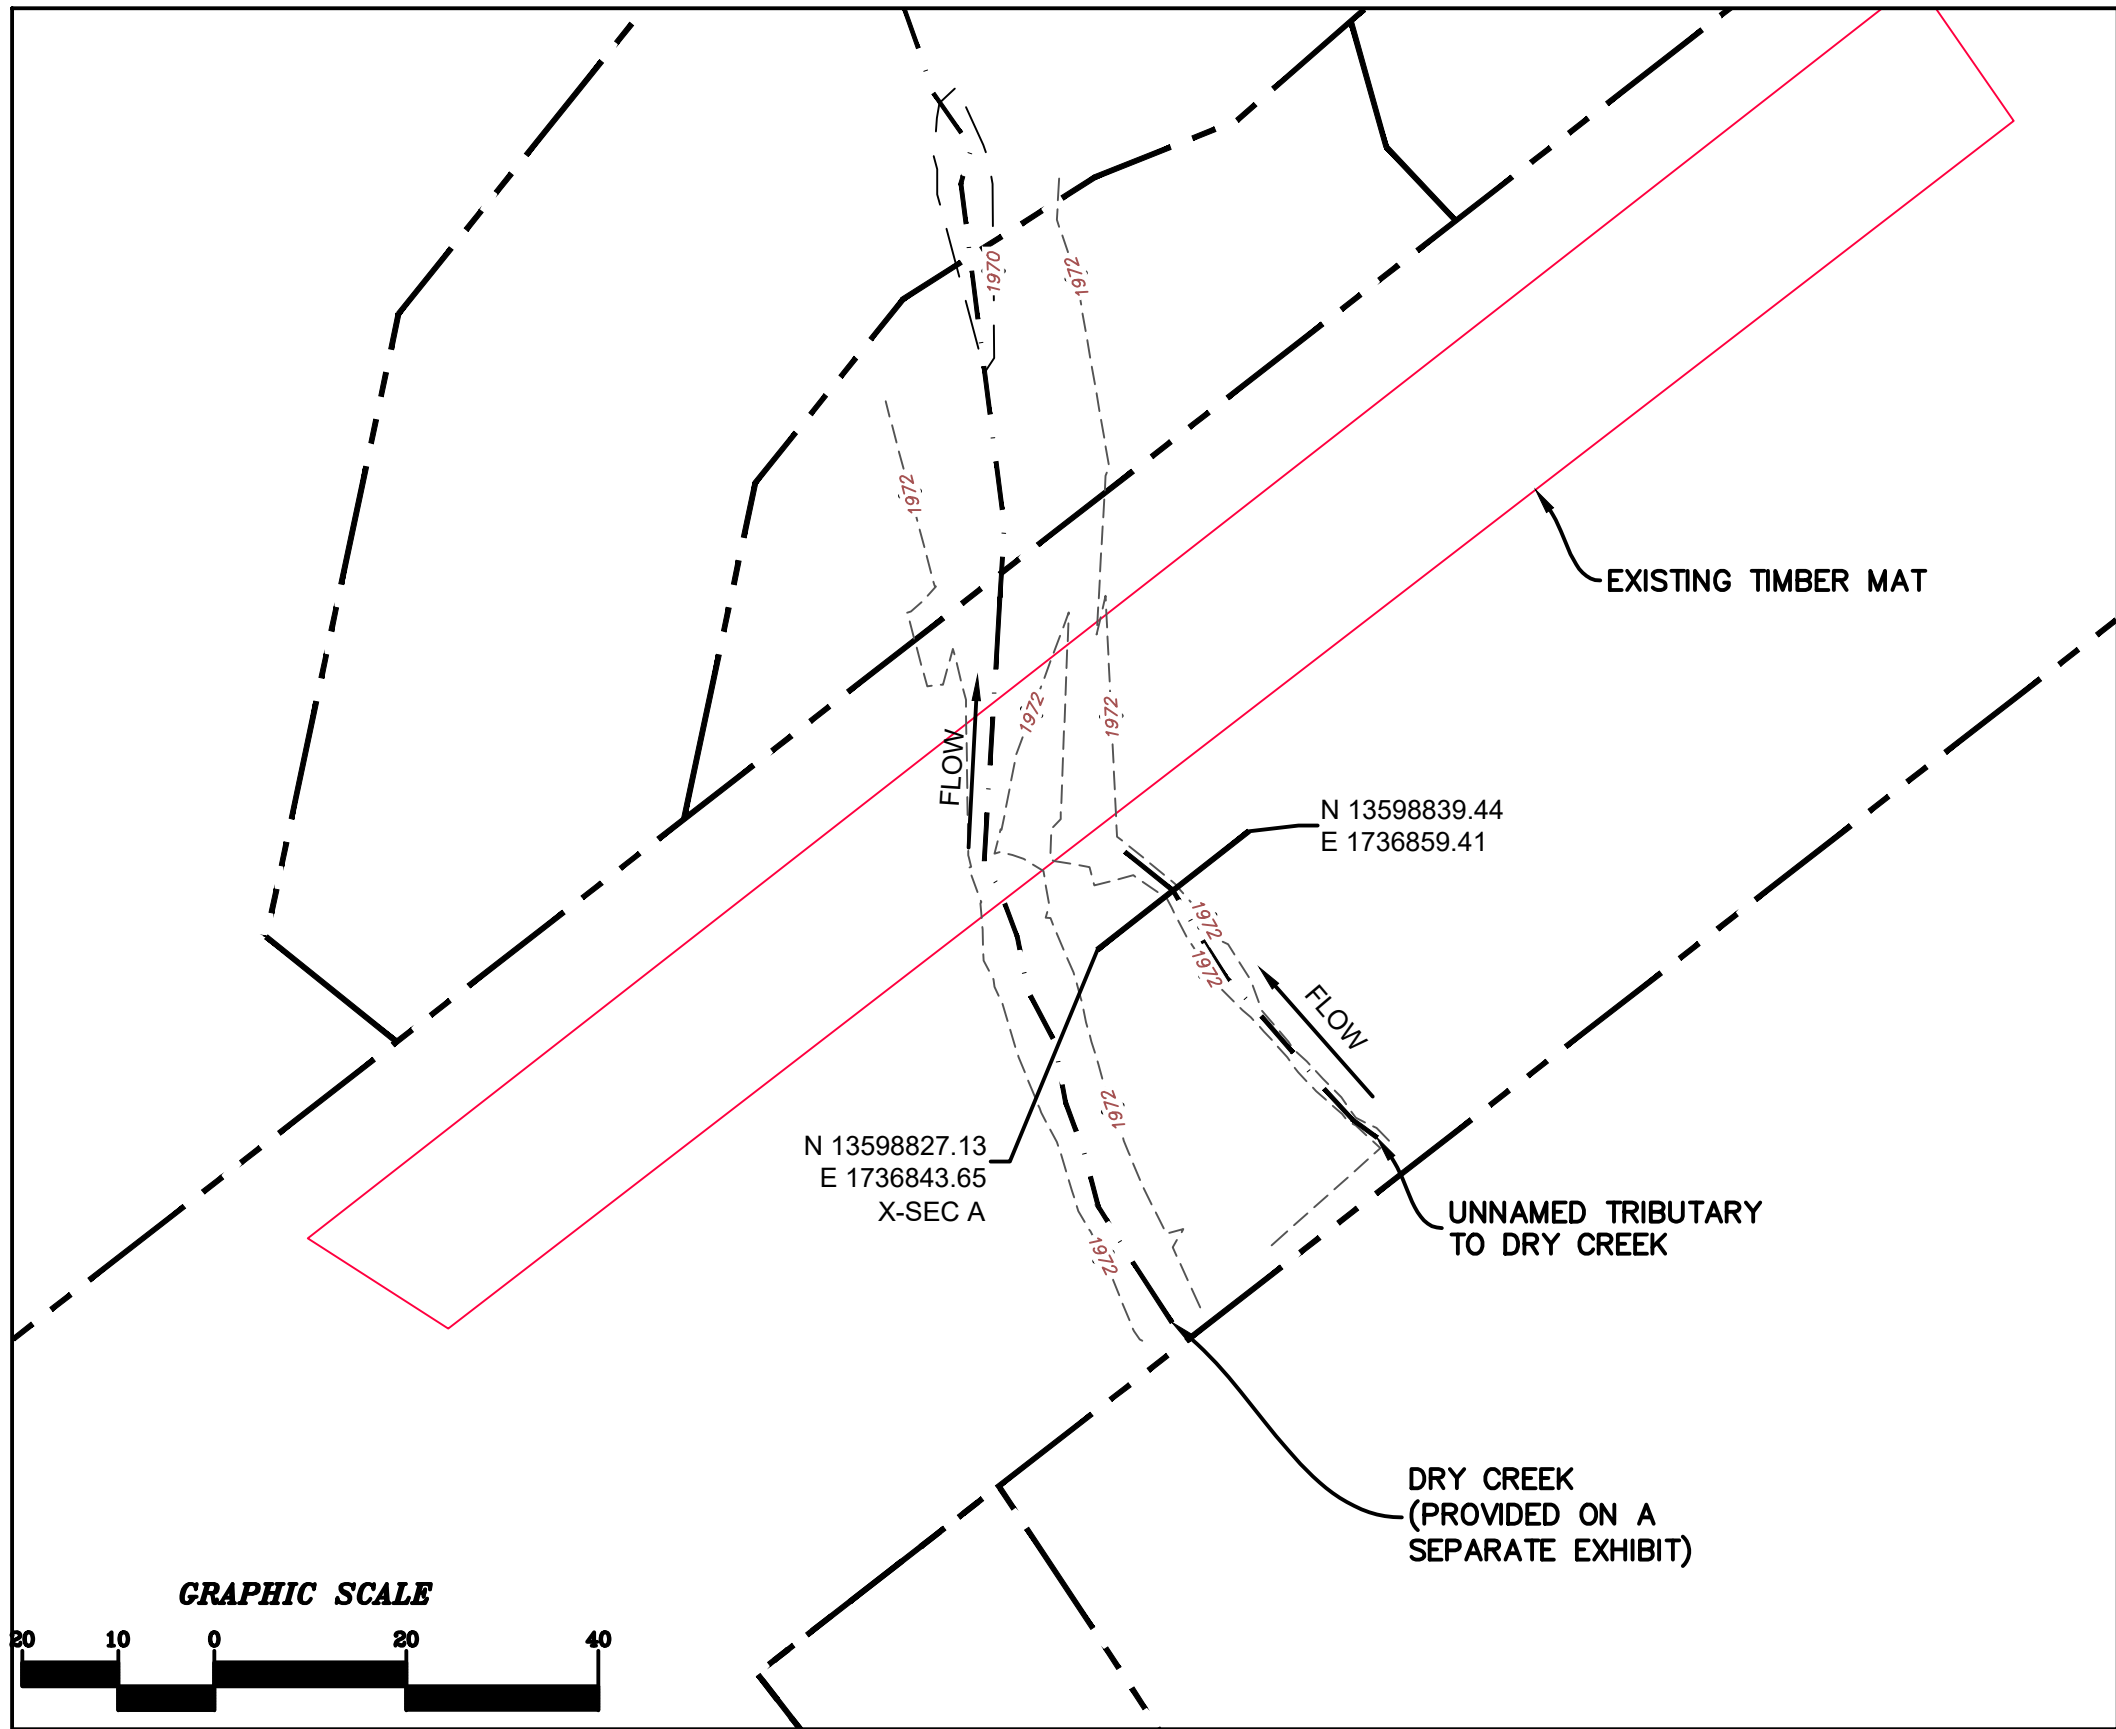 1970
1972
1972
EXISTING TIMBER MAT
1972
1972
FLOW
N 13598839.44
E 1736859.41
1972
1972
FLOW
1972
N 13598827.13
E 1736843.65
X-SEC A
UNNAMED TRIBUTARY
TO DRY CREEK
1972
DRY CREEK
(PROVIDED ON A
SEPARATE EXHIBIT)
GRAPHIC SCALE
20 10 0 20 40